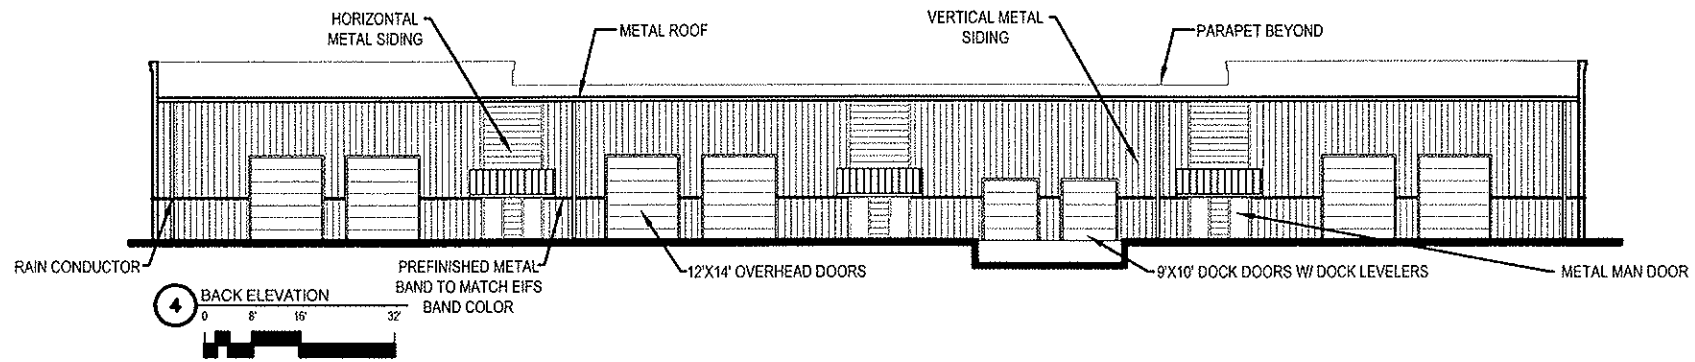 HORIZONTAL
METAL SIDING
METAL ROOF
VERTICAL METAL
SIDING
PARAPET BEYOND
RAIN CONDUCTOR
PREFINISHED METAL
BAND TO MATCH EIFS
BAND COLOR
12'X14' OVERHEAD DOORS
9'X10' DOCK DOORS W/ DOCK LEVELERS
METAL MAN DOOR
4 BACK ELEVATION
0 8' 16' 32'